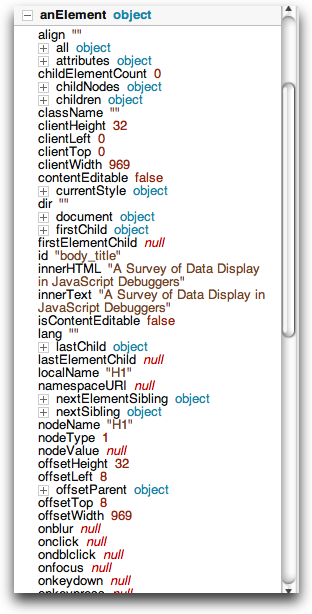 anElement object
align ""
all object
attributes object
childElementCount 0
childNodes object
children object
className ""
clientHeight 32
clientLeft 0
clientTop 0
clientWidth 969
contentEditable false
currentStyle object
dir ""
document object
firstChild object
firstElementChild null
id "body_title"
innerHTML "A Survey of Data Display
in JavaScript Debuggers"
innerText "A Survey of Data Display in
JavaScript Debuggers"
isContentEditable false
lang ""
lastChild object
lastElementChild null
localName "H1"
namespaceURI null
nextElementSibling object
nextSibling object
nodeName "H1"
nodeType 1
nodeValue null
offsetHeight 32
offsetLeft 8
offsetParent object
offsetTop 8
offsetWidth 969
onblur null
onclick null
ondblclick null
onfocus null
onkeydown null
onkeypress null